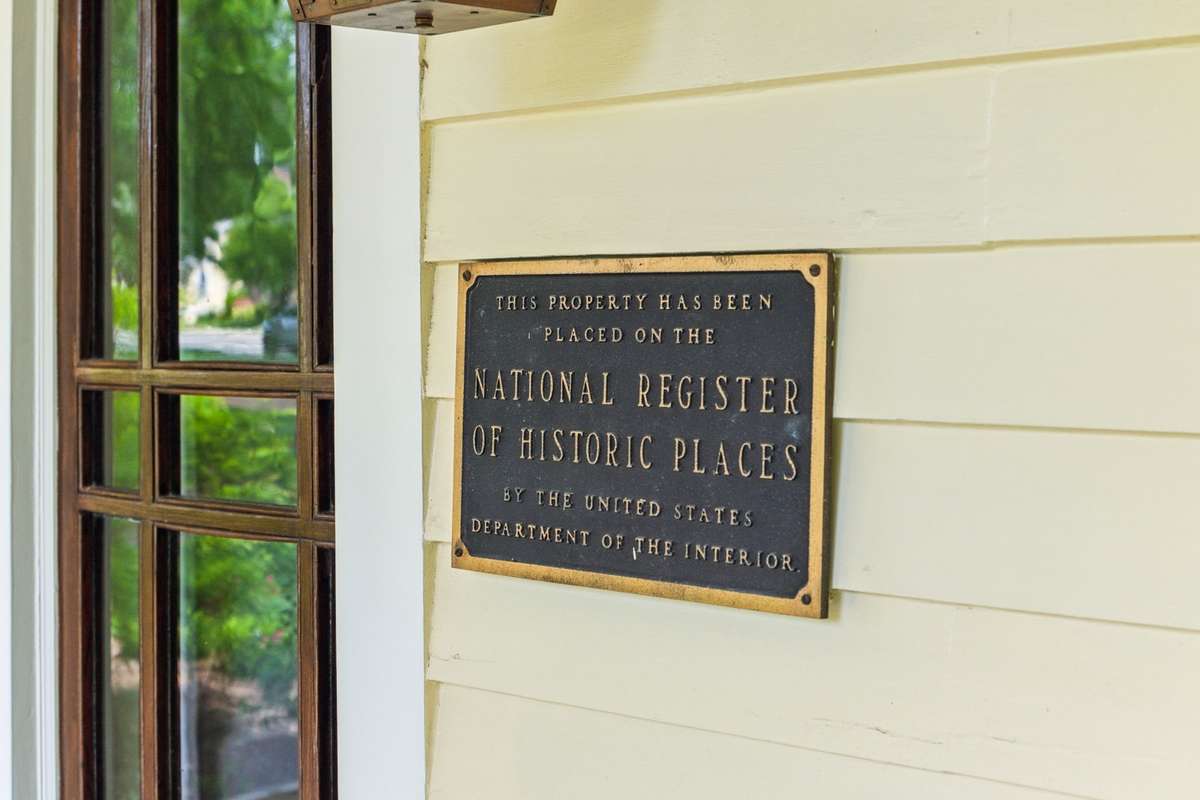 THIS PROPERTY HAS BEEN
PLACED ON THE
NATIONAL REGISTER
OF HISTORIC PLACES
BY THE UNITED STATES
DEPARTMENT OF THE INTERIOR.